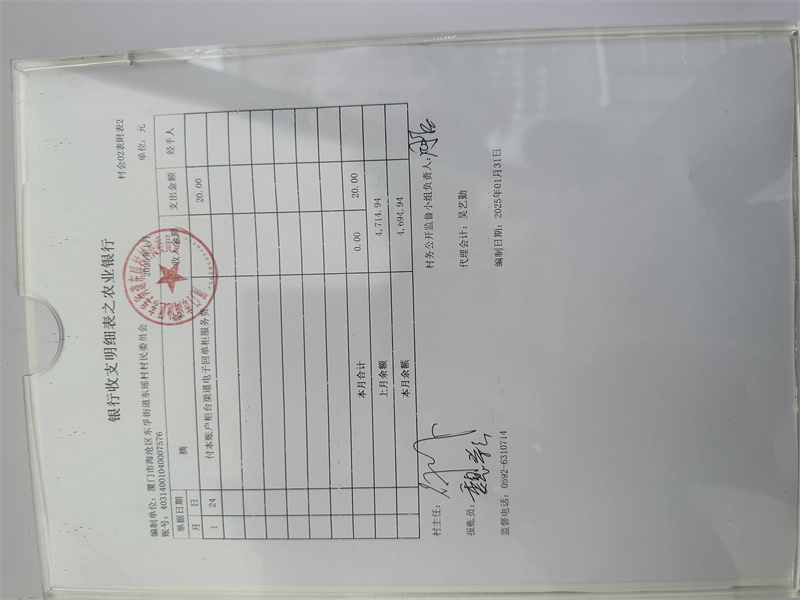 村会02表附表2
银行收支明细表之农业银行
编制单位：厦门市海沧区东孚街道东瑶村村民委员会 2025年1月 单位：元
账号：40314001040007576
单据日期 摘 收入金额 支出金额 经手人
月 日
1 24 付本账户柜台渠道电子回单柜服务费 20.00
本月合计 0.00 20.00
上月余额 4,714.94
本月余额 4,694.94
村主任： 村务公开监督小组负责人：
报账员： 代理会计：吴艺勤
监督电话：0592-6310714 编制日期：2025年01月31日